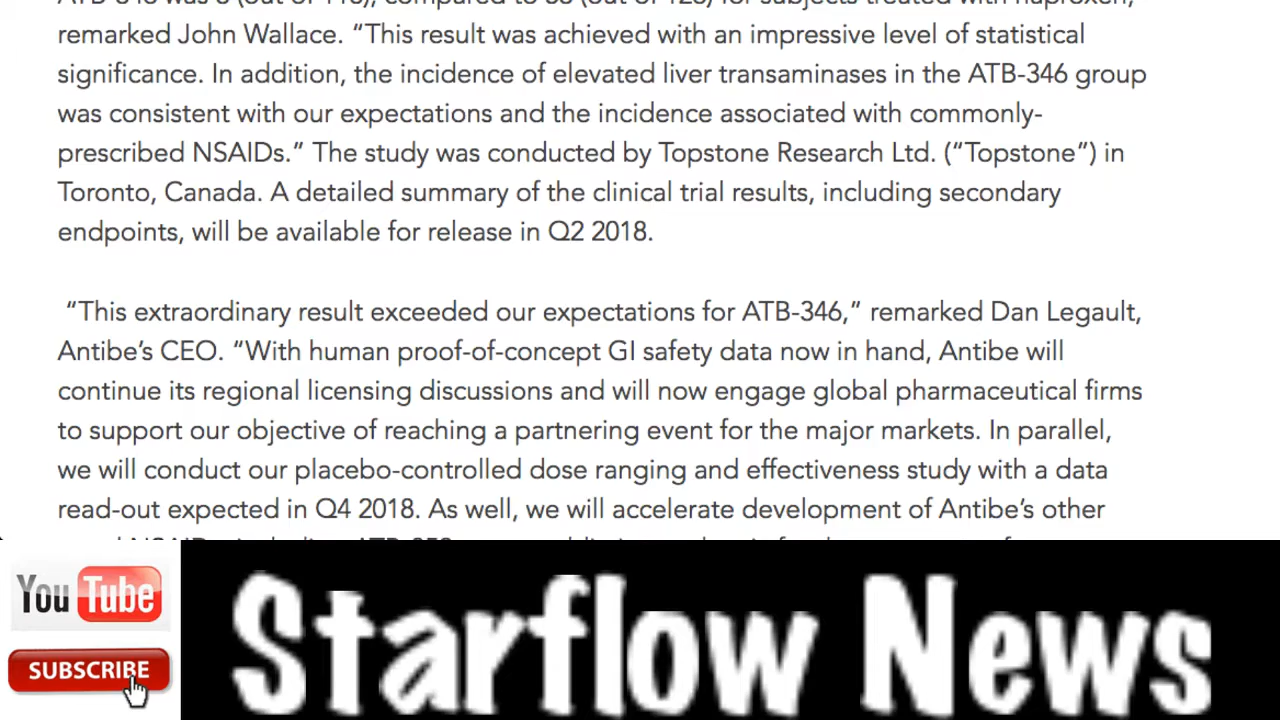 remarked John Wallace. “This result was achieved with an impressive level of statistical
significance. In addition, the incidence of elevated liver transaminases in the ATB-346 group
was consistent with our expectations and the incidence associated with commonly-
prescribed NSAIDs.” The study was conducted by Topstone Research Ltd. (“Topstone”) in
Toronto, Canada. A detailed summary of the clinical trial results, including secondary
endpoints, will be available for release in Q2 2018.
“This extraordinary result exceeded our expectations for ATB-346,” remarked Dan Legault,
Antibe’s CEO. “With human proof-of-concept GI safety data now in hand, Antibe will
continue its regional licensing discussions and will now engage global pharmaceutical firms
to support our objective of reaching a partnering event for the major markets. In parallel,
we will conduct our placebo-controlled dose ranging and effectiveness study with a data
read-out expected in Q4 2018. As well, we will accelerate development of Antibe’s other
YouTube
SUBSCRIBE
Starflow News